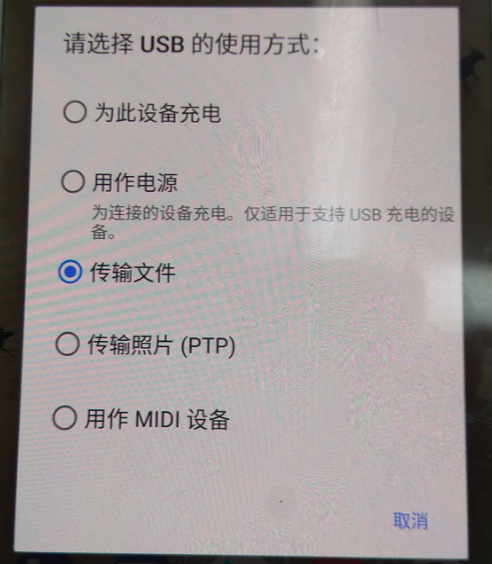 请选择 USB 的使用方式：
为此设备充电
用作电源
为连接的设备充电。仅适用于支持 USB 充电的设
备。
传输文件
传输照片 (PTP)
用作 MIDI 设备
取消